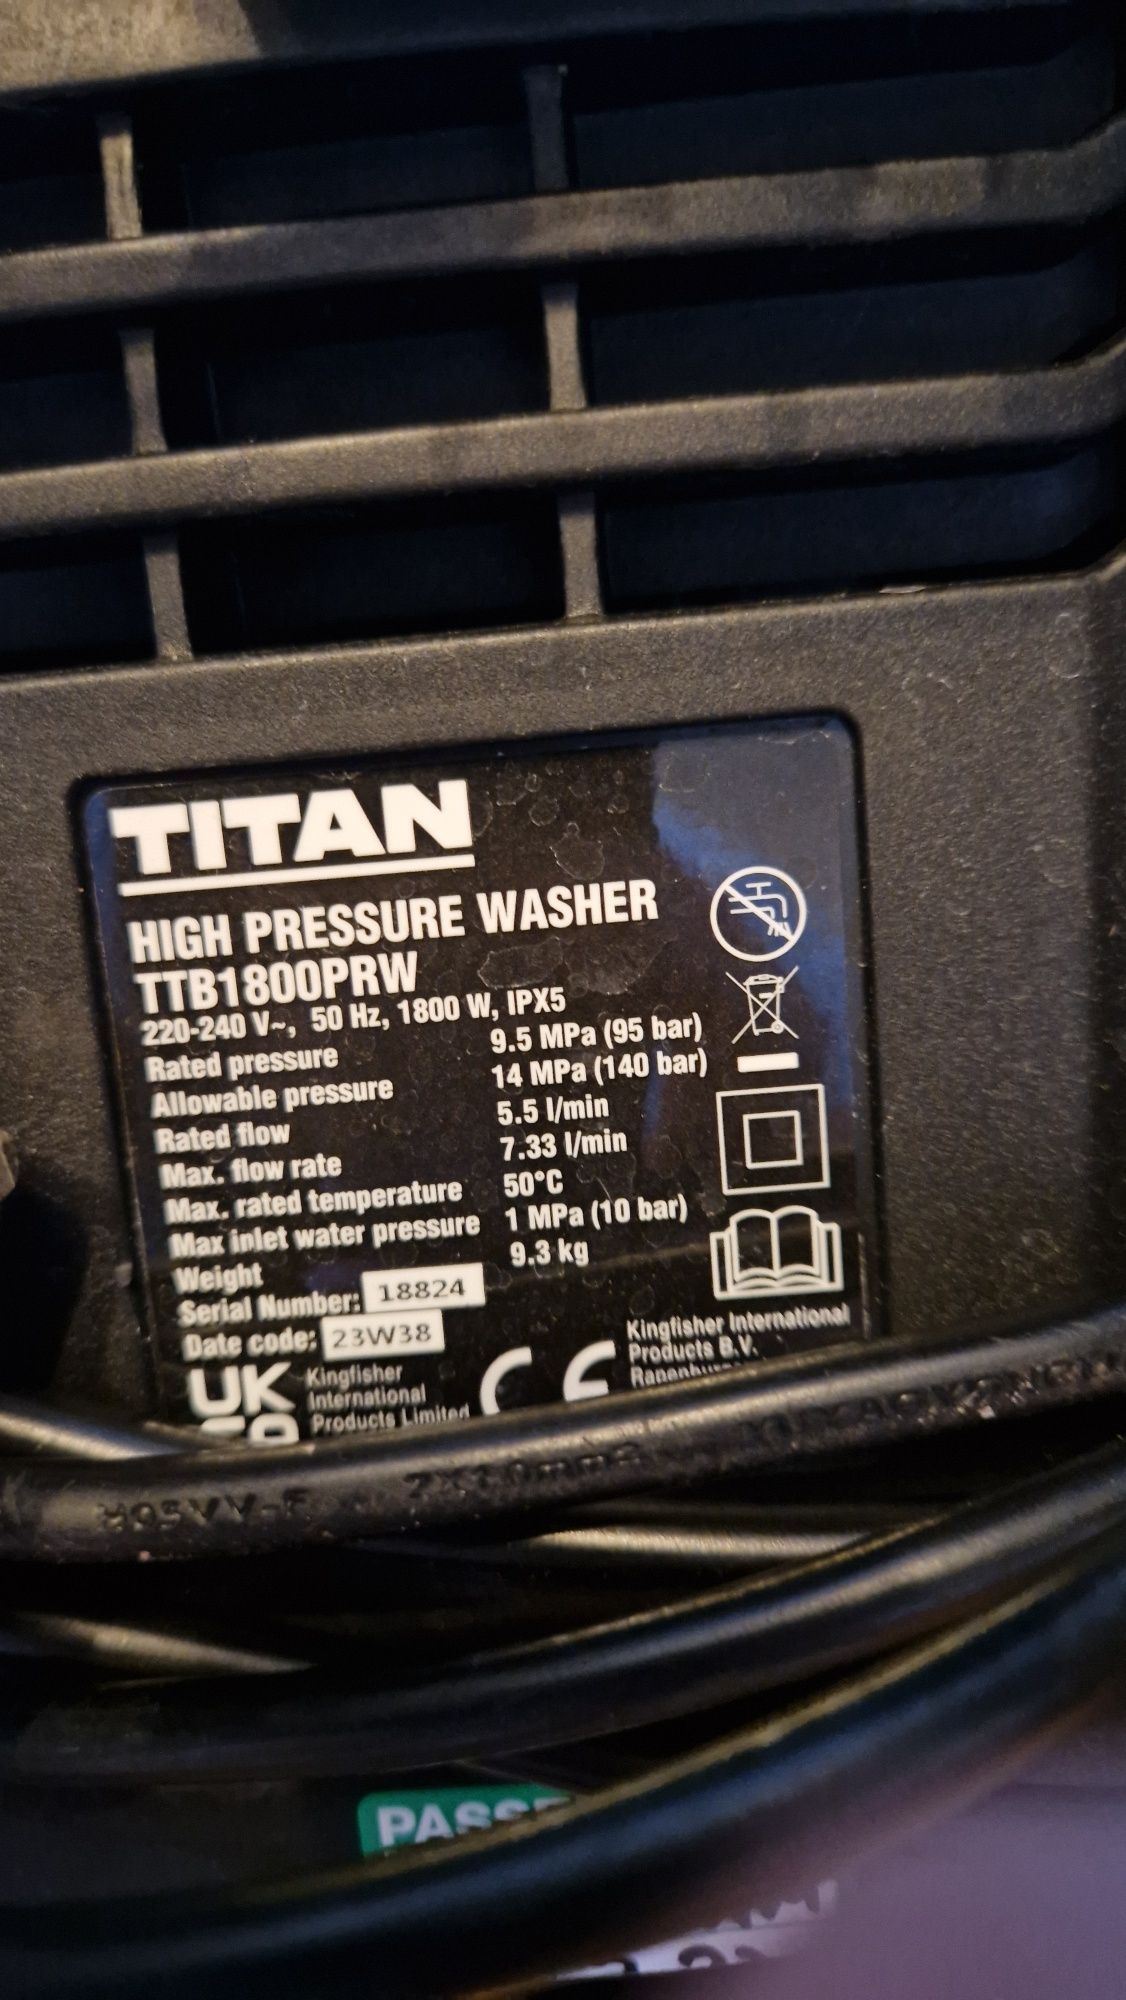 TITAN
HIGH PRESSURE WASHER
TTB1800PRW
220-240 V~, 50 Hz, 1800 W, IPX5
Rated pressure 9.5 MPa (95 bar)
Allowable pressure 14 MPa (140 bar)
Rated flow 5.5 l/min
Max. flow rate 7.33 l/min
Max. rated temperature 50°C
Max inlet water pressure 1 MPa (10 bar)
Weight 9.3 kg
Serial Number: 18824
Date code: 23W38
UK
Kingfisher
International
Products Limited
CE
Kingfisher International
Products B.V.
H05VV-F 2X1.0mm²